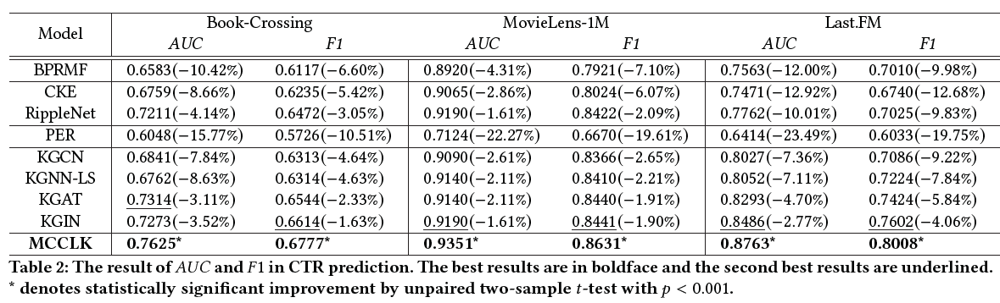 Model Book-Crossing MovieLens-1M Last.FM
AUC F1 AUC F1 AUC F1
BPRMF 0.6583(−10.42%) 0.6117(−6.60%) 0.8920(−4.31%) 0.7921(−7.10%) 0.7563(−12.00%) 0.7010(−9.98%)
CKE 0.6759(−8.66%) 0.6235(−5.42%) 0.9065(−2.86%) 0.8024(−6.07%) 0.7471(−12.92%) 0.6740(−12.68%)
RippleNet 0.7211(−4.14%) 0.6472(−3.05%) 0.9190(−1.61%) 0.8422(−2.09%) 0.7762(−10.01%) 0.7025(−9.83%)
PER 0.6048(−15.77%) 0.5726(−10.51%) 0.7124(−22.27%) 0.6670(−19.61%) 0.6414(−23.49%) 0.6033(−19.75%)
KGCN 0.6841(−7.84%) 0.6313(−4.64%) 0.9090(−2.61%) 0.8366(−2.65%) 0.8027(−7.36%) 0.7086(−9.22%)
KGNN-LS 0.6762(−8.63%) 0.6314(−4.63%) 0.9140(−2.11%) 0.8410(−2.21%) 0.8052(−7.11%) 0.7224(−7.84%)
KGAT 0.7314(−3.11%) 0.6544(−2.33%) 0.9140(−2.11%) 0.8440(−1.91%) 0.8293(−4.70%) 0.7424(−5.84%)
KGIN 0.7273(−3.52%) 0.6614(−1.63%) 0.9190(−1.61%) 0.8441(−1.90%) 0.8486(−2.77%) 0.7602(−4.06%)
MCCLK 0.7625* 0.6777* 0.9351* 0.8631* 0.8763* 0.8008*
Table 2: The result of AUC and F1 in CTR prediction. The best results are in boldface and the second best results are underlined.
* denotes statistically significant improvement by unpaired two-sample t-test with p < 0.001.